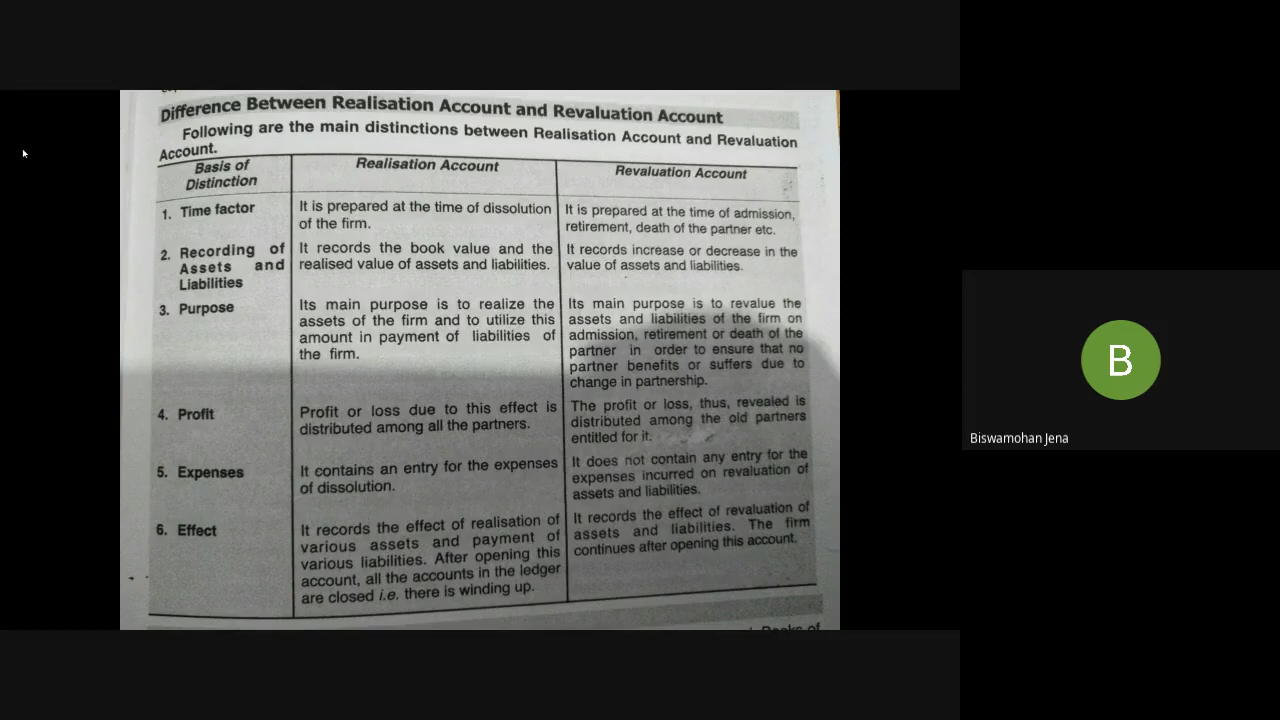 Difference Between Realisation Account and Revaluation Account
Following are the main distinctions between Realisation Account and Revaluation
Account.
Basis of
Distinction
Realisation Account
Revaluation Account
1. Time factor
It is prepared at the time of dissolution
of the firm.
It is prepared at the time of admission,
retirement, death of the partner etc.
2. Recording of
Assets and
Liabilities
It records the book value and the
realised value of assets and liabilities.
It records increase or decrease in the
value of assets and liabilities.
3. Purpose
Its main purpose is to realize the
assets of the firm and to utilize this
amount in payment of liabilities of
the firm.
Its main purpose is to revalue the
assets and liabilities of the firm on
admission, retirement or death of the
partner in order to ensure that no
partner benefits or suffers due to
change in partnership.
4. Profit
Profit or loss due to this effect is
distributed among all the partners.
The profit or loss, thus, revealed is
distributed among the old partners
entitled for it.
5. Expenses
It contains an entry for the expenses
of dissolution.
It does not contain any entry for the
expenses incurred on revaluation of
assets and liabilities.
6. Effect
It records the effect of realisation of
various assets and payment of
various liabilities. After opening this
account, all the accounts in the ledger
are closed i.e. there is winding up.
It records the effect of revaluation of
assets and liabilities. The firm
continues after opening this account.
Books of
B
Biswamohan Jena